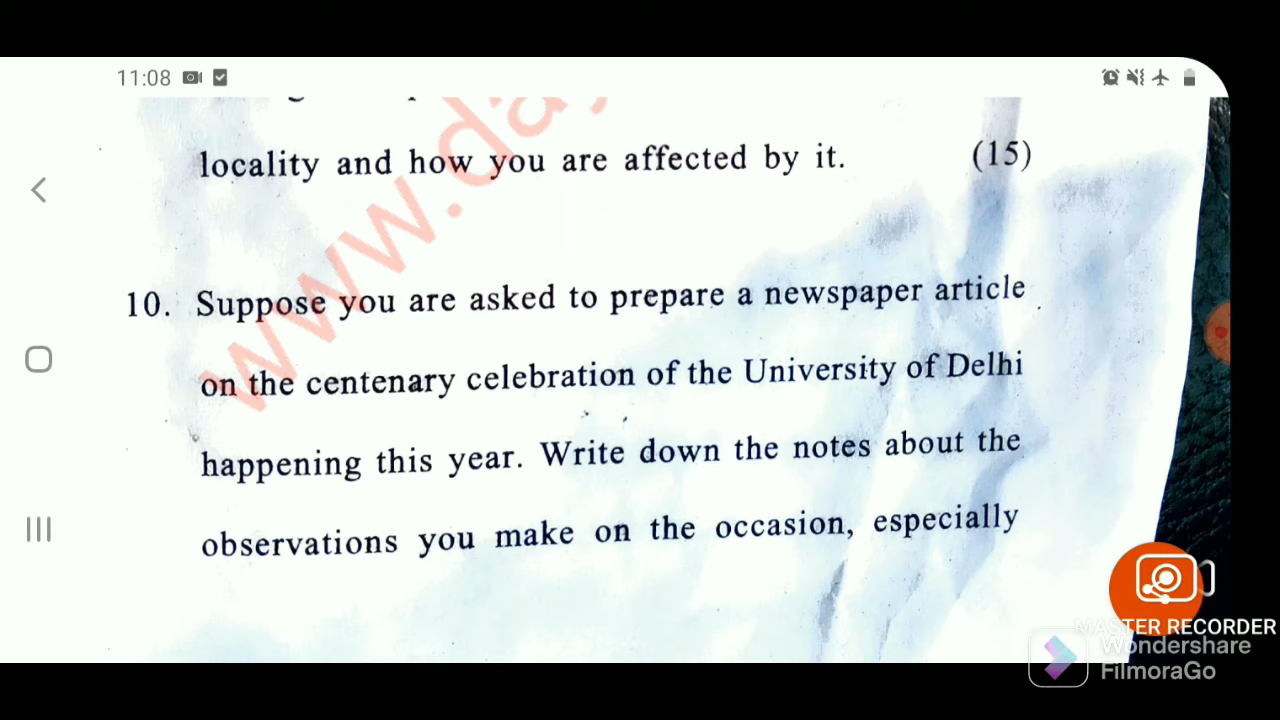 11:08
locality and how you are affected by it. (15)
10. Suppose you are asked to prepare a newspaper article
on the centenary celebration of the University of Delhi
happening this year. Write down the notes about the
observations you make on the occasion, especially
www.da
MASTER RECORDER
Wondershare
FilmoraGo